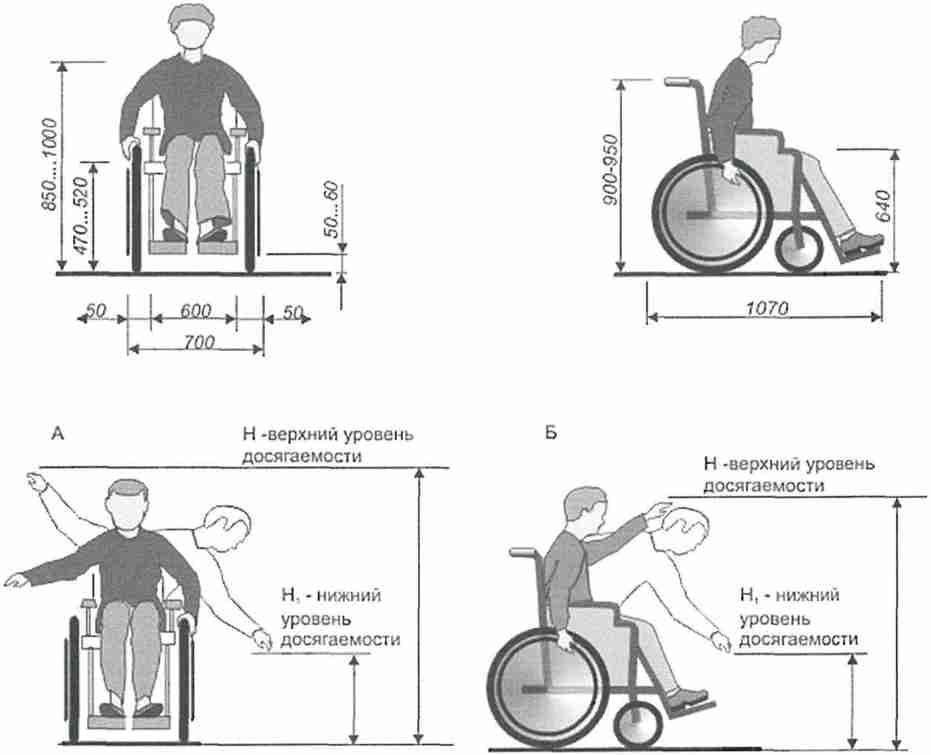 850....1000
470...520
50...60
50
600
50
700
900-950
640
1070
А
Н -верхний уровень
досягаемости
Н₁ - нижний
уровень
досягаемости
Б
Н -верхний уровень
досягаемости
Н₁ - нижний
уровень
досягаемости